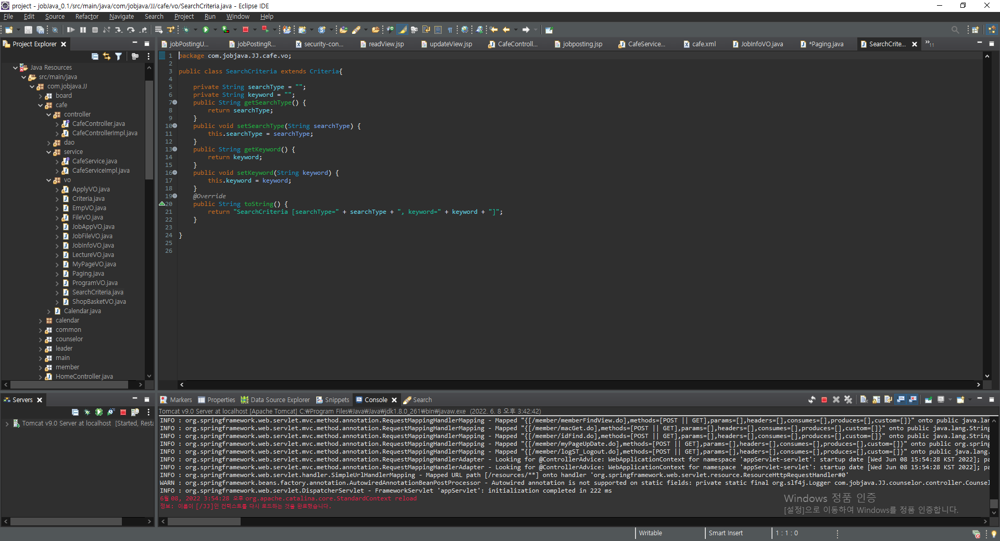 project - jobJava_0.1/src/main/java/com/jobjava/JJ/cafe/vo/SearchCriteria.java - Eclipse IDE
File Edit Source Refactor Navigate Search Project Run Window Help
Project Explorer
jobPostingU...
jobPostingR...
security-con...
readView.jsp
updateView.jsp
CafeControll...
jobposting.jsp
CafeService...
cafe.xml
JobInfoVO.java
*Paging.java
SearchCrite...
»11
Java Resources
src/main/java
com.jobjava.JJ
board
cafe
controller
CafeController.java
CafeControllerImpl.java
dao
service
CafeService.java
CafeServiceImpl.java
vo
ApplyVO.java
Criteria.java
EmpVO.java
FileVO.java
JobAppVO.java
JobFileVO.java
JobInfoVO.java
LectureVO.java
MyPageVO.java
Paging.java
ProgramVO.java
SearchCriteria.java
ShopBasketVO.java
Calendar.java
calendar
common
counselor
leader
main
member
HomeController.java
1 package com.jobjava.JJ.cafe.vo;
2
3 public class SearchCriteria extends Criteria{
4
5 private String searchType = "";
6 private String keyword = "";
7 public String getSearchType() {
8 return searchType;
9 }
10 public void setSearchType(String searchType) {
11 this.searchType = searchType;
12 }
13 public String getKeyword() {
14 return keyword;
15 }
16 public void setKeyword(String keyword) {
17 this.keyword = keyword;
18 }
19 @Override
20 public String toString() {
21 return "SearchCriteria [searchType=" + searchType + ", keyword=" + keyword + "]";
22 }
23
24 }
25
26
Servers
Tomcat v9.0 Server at localhost [Started, Resta
Markers Properties Data Source Explorer Snippets Console Search
Tomcat v9.0 Server at localhost [Apache Tomcat] C:₩Program Files₩Java₩Java₩jdk1.8.0_261₩bin₩javaw.exe (2022. 6. 8 오후 3:42:42)
INFO : org.springframework.web.servlet.mvc.method.annotation.RequestMappingHandlerMapping - Mapped "{[/member/memberFindView.do],methods=[POST || GET],params=[],headers=[],consumes=[],produces=[],custom=[]}" onto public java.lan
INFO : org.springframework.web.servlet.mvc.method.annotation.RequestMappingHandlerMapping - Mapped "{[/member/macGet.do],methods=[POST || GET],params=[],headers=[],consumes=[],produces=[],custom=[]}" onto public java.lang.String
INFO : org.springframework.web.servlet.mvc.method.annotation.RequestMappingHandlerMapping - Mapped "{[/member/idFind.do],methods=[POST || GET],params=[],headers=[],consumes=[],produces=[],custom=[]}" onto public java.lang.String
INFO : org.springframework.web.servlet.mvc.method.annotation.RequestMappingHandlerMapping - Mapped "{[/member/myPageUpDate.do],methods=[POST || GET],params=[],headers=[],consumes=[],produces=[],custom=[]}" onto public org.spring
INFO : org.springframework.web.servlet.mvc.method.annotation.RequestMappingHandlerMapping - Mapped "{[/member/logST_Logout.do],methods=[POST || GET],params=[],headers=[],consumes=[],produces=[],custom=[]}" onto public java.lang.
INFO : org.springframework.web.servlet.mvc.method.annotation.RequestMappingHandlerAdapter - Looking for @ControllerAdvice: WebApplicationContext for namespace 'appServlet-servlet': startup date [Wed Jun 08 15:54:28 KST 2022]; pa
INFO : org.springframework.web.servlet.mvc.method.annotation.RequestMappingHandlerAdapter - Looking for @ControllerAdvice: WebApplicationContext for namespace 'appServlet-servlet': startup date [Wed Jun 08 15:54:28 KST 2022]; pa
INFO : org.springframework.web.servlet.handler.SimpleUrlHandlerMapping - Mapped URL path [/resources/**] onto handler 'org.springframework.web.servlet.resource.ResourceHttpRequestHandler#0'
WARN : org.springframework.beans.factory.annotation.AutowiredAnnotationBeanPostProcessor - Autowired annotation is not supported on static fields: private static final org.slf4j.Logger com.jobjava.JJ.counselor.controller.Counsel
INFO : org.springframework.web.servlet.DispatcherServlet - FrameworkServlet 'appServlet': initialization completed in 222 ms
6월 08, 2022 3:54:28 오후 org.apache.catalina.core.StandardContext reload
정보: 이름이 [/JJ]인 컨텍스트를 다시 로드하는 것을 완료했습니다.
Windows 정품 인증
[설정]으로 이동하여 Windows를 정품 인증합니다.
Writable Smart Insert 1 : 1 : 0